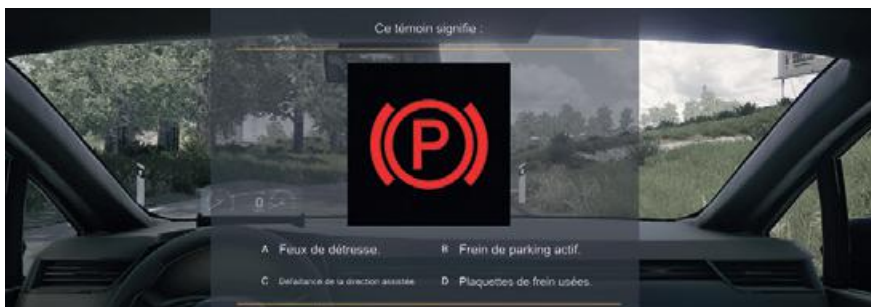 Ce témoin signifie :
P
A Feux de détresse.
B Frein de parking actif.
C Défaillance de la direction assistée.
D Plaquettes de frein usées.
0